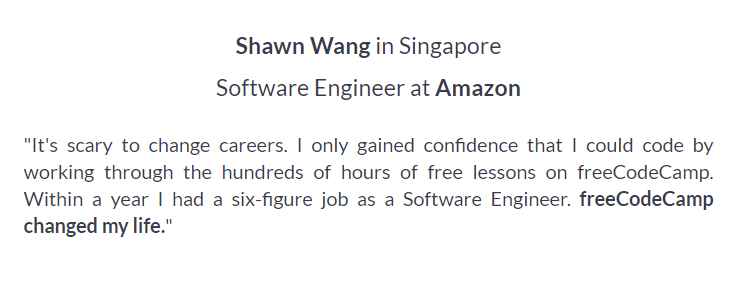 Shawn Wang in Singapore
Software Engineer at Amazon
"It's scary to change careers. I only gained confidence that I could code by
working through the hundreds of hours of free lessons on freeCodeCamp.
Within a year I had a six-figure job as a Software Engineer. freeCodeCamp
changed my life."